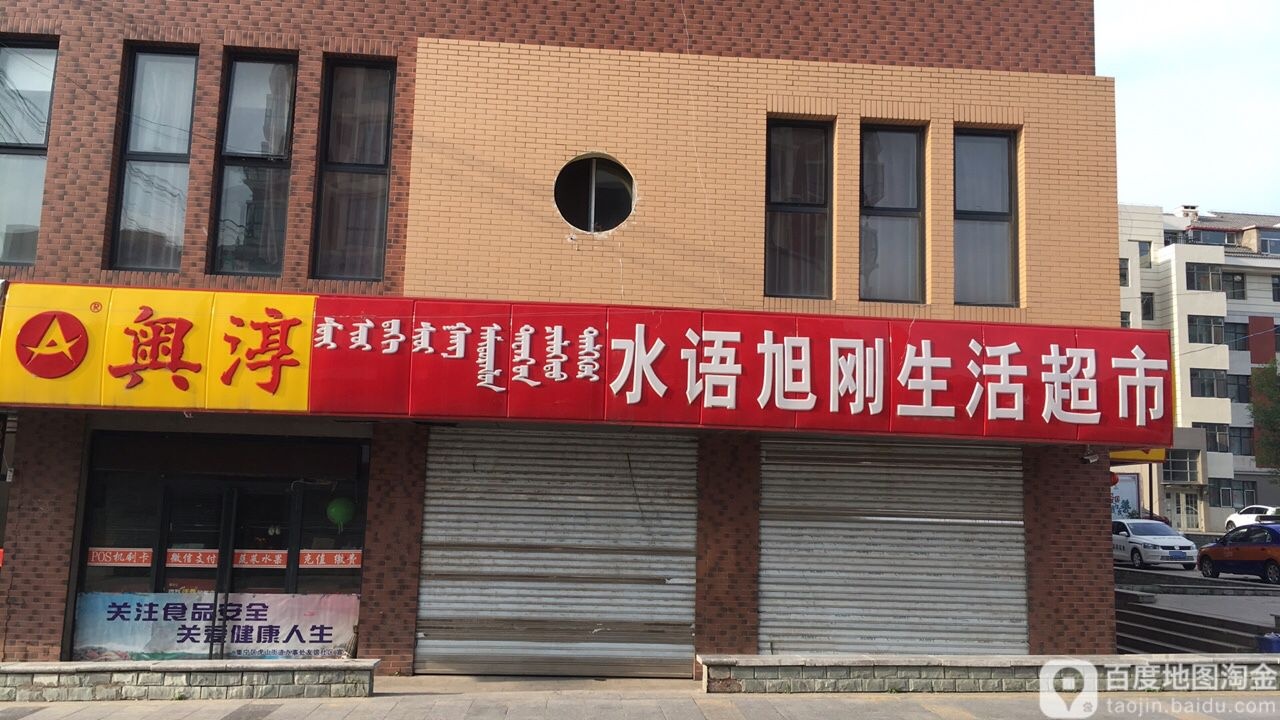 奥淳
®
水语旭刚生活超市
POS机刷卡
微信支付
蔬菜水果
充值 缴费
关注食品安全
关爱健康人生
百度地图淘金
taojin.baidu.com